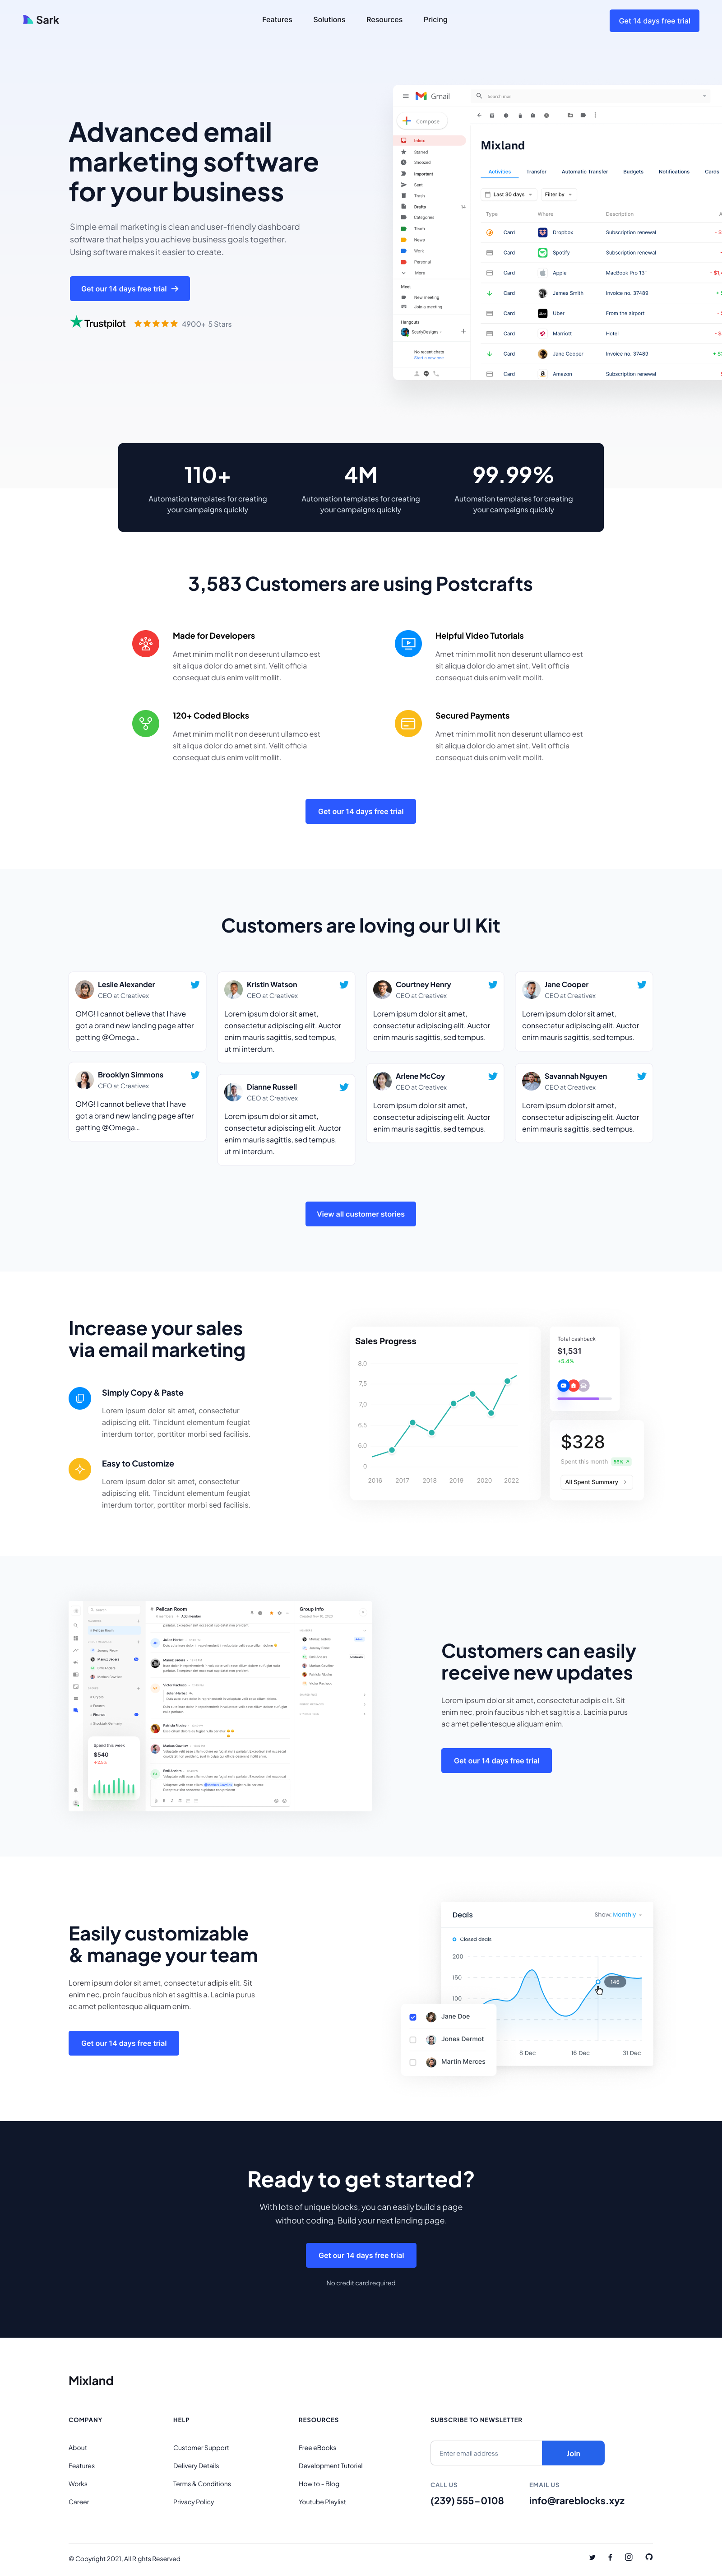 Sark
Features
Solutions
Resources
Pricing
Get 14 days free trial
Advanced email
marketing software
for your business
Simple email marketing is clean and user-friendly dashboard
software that helps you achieve business goals together.
Using software makes it easier to create.
Get our 14 days free trial
Trustpilot
4900+ 5 Stars
Gmail
Search mail
Compose
Inbox
Starred
Snoozed
Important
Sent
Trash
Drafts 14
Categories
Team
News
Work
Personal
More
Meet
New meeting
Join a meeting
Hangouts
ScarlyDesigns
No recent chats
Start a new one
Mixland
Activities Transfer Automatic Transfer Budgets Notifications Cards
Last 30 days Filter by
Type Where Description
Card Dropbox Subscription renewal
Card Spotify Subscription renewal
Card Apple MacBook Pro 13"
Card James Smith Invoice no. 37489
Card Uber From the airport
Card Marriott Hotel
Card Jane Cooper Invoice no. 37489
Card Amazon Subscription renewal
110+
Automation templates for creating
your campaigns quickly
4M
Automation templates for creating
your campaigns quickly
99.99%
Automation templates for creating
your campaigns quickly
3,583 Customers are using Postcrafts
Made for Developers
Amet minim mollit non deserunt ullamco est
sit aliqua dolor do amet sint. Velit officia
consequat duis enim velit mollit.
Helpful Video Tutorials
Amet minim mollit non deserunt ullamco est
sit aliqua dolor do amet sint. Velit officia
consequat duis enim velit mollit.
120+ Coded Blocks
Amet minim mollit non deserunt ullamco est
sit aliqua dolor do amet sint. Velit officia
consequat duis enim velit mollit.
Secured Payments
Amet minim mollit non deserunt ullamco est
sit aliqua dolor do amet sint. Velit officia
consequat duis enim velit mollit.
Get our 14 days free trial
Customers are loving our UI Kit
Leslie Alexander
CEO at Creativex
OMG! I cannot believe that I have
got a brand new landing page after
getting @Omega...
Brooklyn Simmons
CEO at Creativex
OMG! I cannot believe that I have
got a brand new landing page after
getting @Omega...
Kristin Watson
CEO at Creativex
Lorem ipsum dolor sit amet,
consectetur adipiscing elit. Auctor
enim mauris sagittis, sed tempus,
ut mi interdum.
Dianne Russell
CEO at Creativex
Lorem ipsum dolor sit amet,
consectetur adipiscing elit. Auctor
enim mauris sagittis, sed tempus,
ut mi interdum.
Courtney Henry
CEO at Creativex
Lorem ipsum dolor sit amet,
consectetur adipiscing elit. Auctor
enim mauris sagittis, sed tempus.
Arlene McCoy
CEO at Creativex
Lorem ipsum dolor sit amet,
consectetur adipiscing elit. Auctor
enim mauris sagittis, sed tempus.
Jane Cooper
CEO at Creativex
Lorem ipsum dolor sit amet,
consectetur adipiscing elit. Auctor
enim mauris sagittis, sed tempus.
Savannah Nguyen
CEO at Creativex
Lorem ipsum dolor sit amet,
consectetur adipiscing elit. Auctor
enim mauris sagittis, sed tempus.
View all customer stories
Increase your sales
via email marketing
Simply Copy & Paste
Lorem ipsum dolor sit amet, consectetur
adipiscing elit. Tincidunt elementum feugiat
interdum tortor, porttitor morbi sed facilisis.
Easy to Customize
Lorem ipsum dolor sit amet, consectetur
adipiscing elit. Tincidunt elementum feugiat
interdum tortor, porttitor morbi sed facilisis.
Sales Progress
8.0
7,5
7,0
6.5
6.0
0
2016 2017 2018 2019 2020 2022
Total cashback
$1,531
+5.4%
$328
Spent this month 56%
All Spent Summary
Pelican Room
Add member
Group Info
Spend this week
$540
Customers can easily
receive new updates
Lorem ipsum dolor sit amet, consectetur adipis elit. Sit
enim nec, proin faucibus nibh et sagittis a. Lacinia purus
ac amet pellentesque aliquam enim.
Get our 14 days free trial
Easily customizable
& manage your team
Lorem ipsum dolor sit amet, consectetur adipis elit. Sit
enim nec, proin faucibus nibh et sagittis a. Lacinia purus
ac amet pellentesque aliquam enim.
Get our 14 days free trial
Deals
Show: Monthly
Closed deals
200
150
100
146
8 Dec 16 Dec 31 Dec
Jane Doe
Jones Dermot
Martin Merces
Ready to get started?
With lots of unique blocks, you can easily build a page
without coding. Build your next landing page.
Get our 14 days free trial
No credit card required
Mixland
COMPANY
About
Features
Works
Career
HELP
Customer Support
Delivery Details
Terms & Conditions
Privacy Policy
RESOURCES
Free eBooks
Development Tutorial
How to - Blog
Youtube Playlist
SUBSCRIBE TO NEWSLETTER
Enter email address
Join
CALL US
(239) 555-0108
EMAIL US
info@rareblocks.xyz
© Copyright 2021, All Rights Reserved